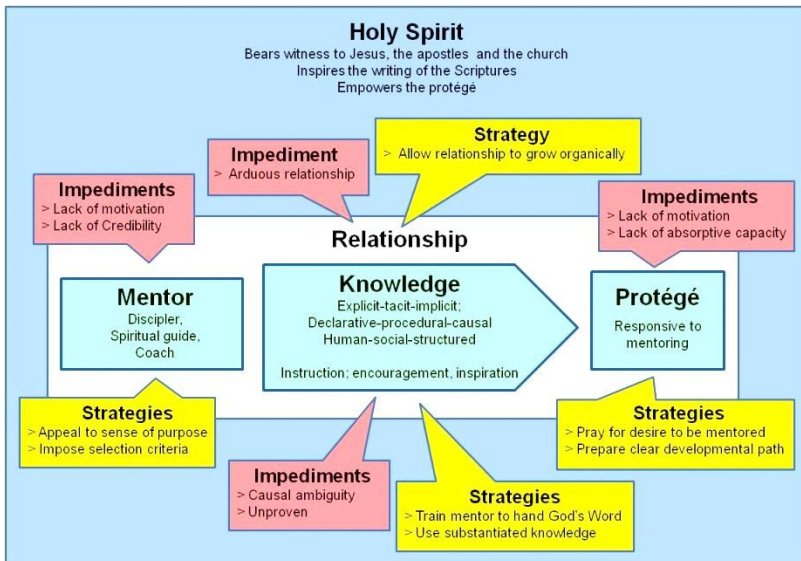 Holy Spirit
Bears witness to Jesus, the apostles and the church
Inspires the writing of the Scriptures
Empowers the protégé
Strategy
> Allow relationship to grow organically
Impediment
> Arduous relationship
Impediments
> Lack of motivation
> Lack of Credibility
Impediments
> Lack of motivation
> Lack of absorptive capacity
Relationship
Mentor
Discipler,
Spiritual guide,
Coach
Knowledge
Explicit-tacit-implicit;
Declarative-procedural-causal
Human-social-structured
Instruction; encouragement, inspiration
Protégé
Responsive to
mentoring
Strategies
> Appeal to sense of purpose
> Impose selection criteria
Impediments
> Causal ambiguity
> Unproven
Strategies
> Train mentor to hand God's Word
> Use substantiated knowledge
Strategies
> Pray for desire to be mentored
> Prepare clear developmental path